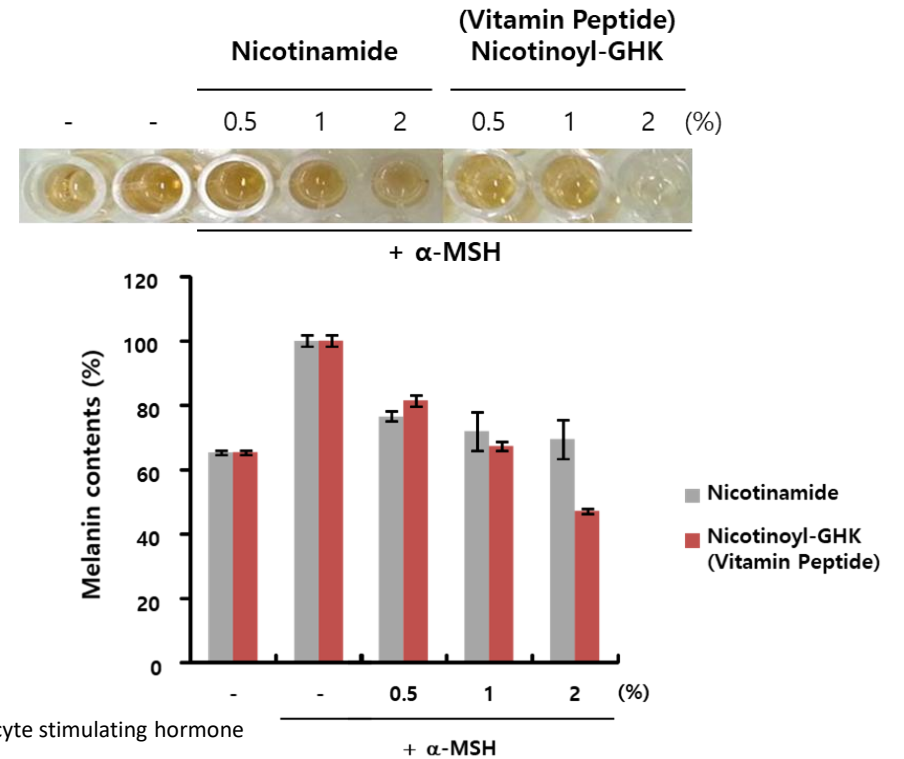 (Vitamin Peptide)
Nicotinamide Nicotinoyl-GHK
- - 0.5 1 2 0.5 1 2 (%)
+ α-MSH
120
100
80
60
40
20
0
Melanin contents (%)
Nicotinamide
Nicotinoyl-GHK
(Vitamin Peptide)
- - 0.5 1 2 (%)
cyte stimulating hormone
+ α-MSH